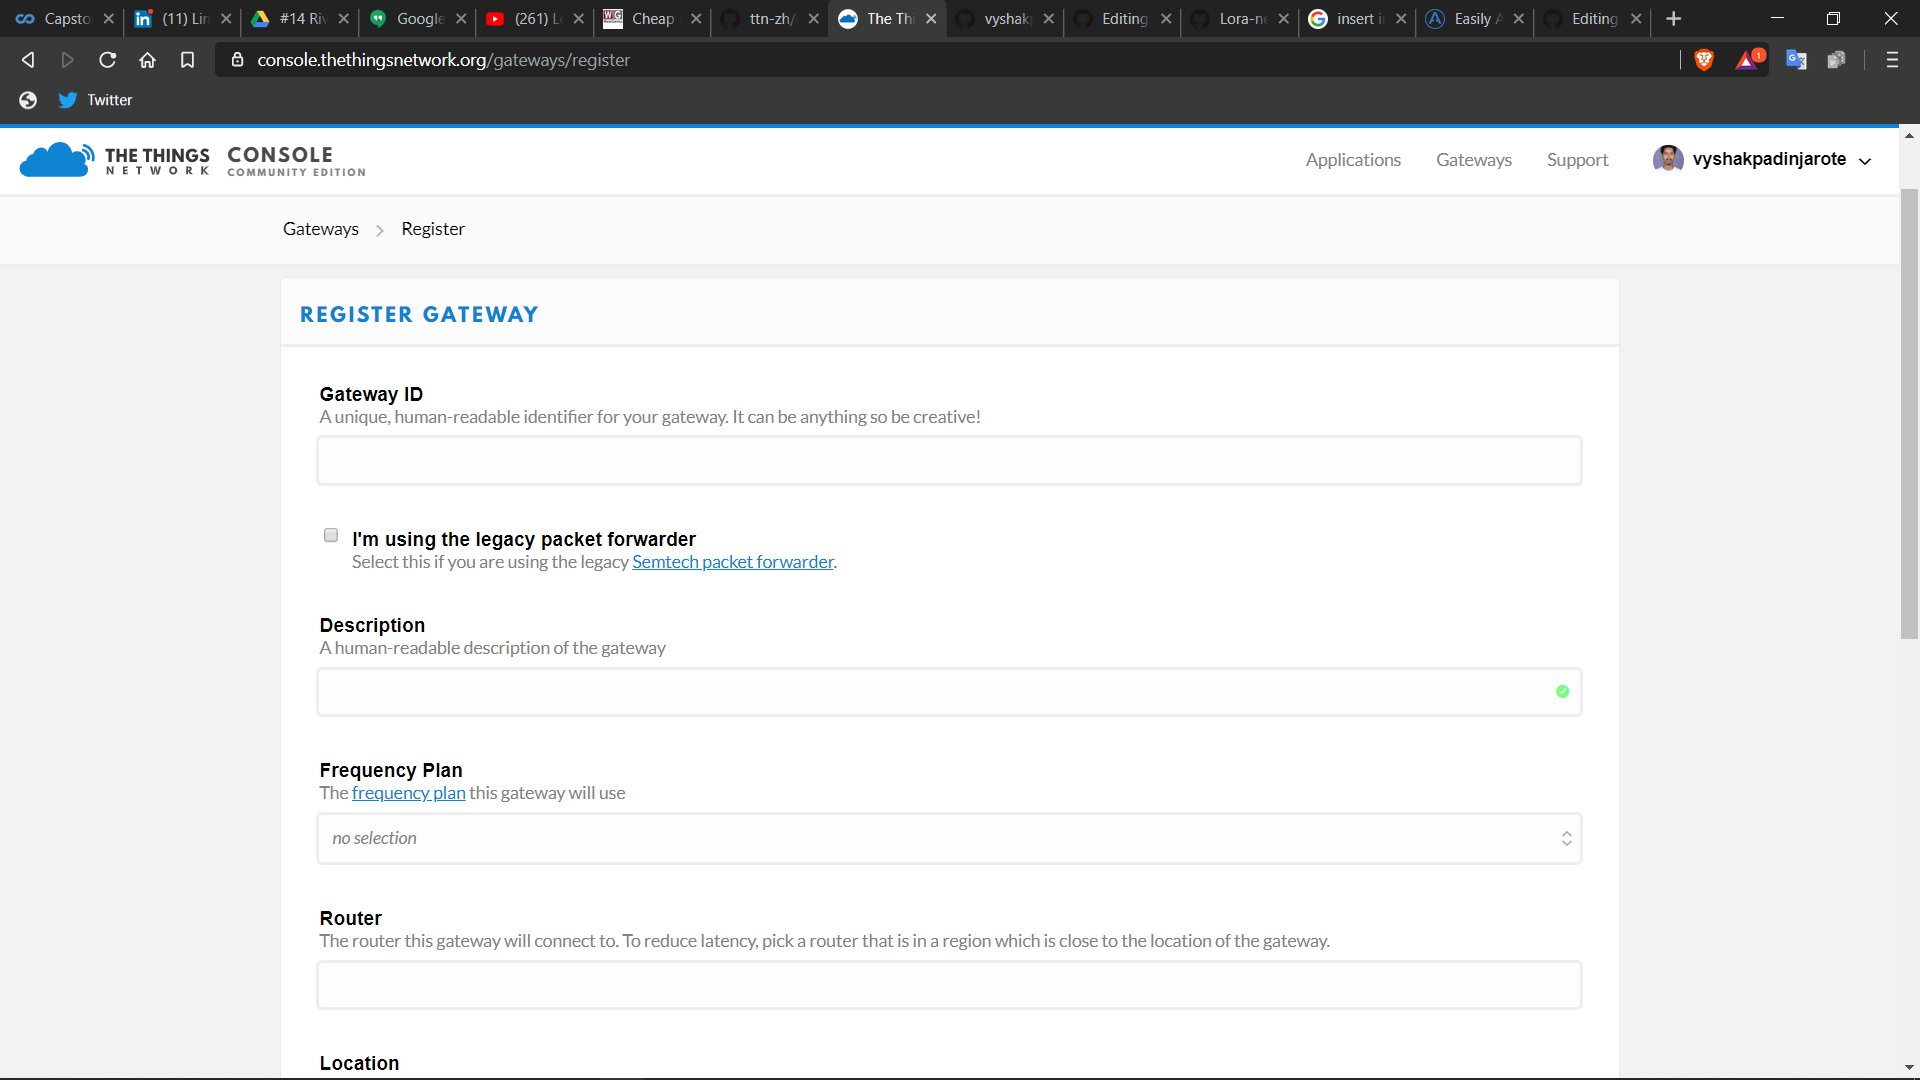 Capsto
(11) Lin
#14 Riv
Google
(261) L
Cheap
ttn-zh/
The Thi
vyshak
Editing
Lora-ne
insert i
Easily A
Editing
console.thethingsnetwork.org/gateways/register
1
Twitter
THE THINGS NETWORK
CONSOLE
COMMUNITY EDITION
Applications
Gateways
Support
vyshakpadinjarote
Gateways
Register
REGISTER GATEWAY
Gateway ID
A unique, human-readable identifier for your gateway. It can be anything so be creative!
I'm using the legacy packet forwarder
Select this if you are using the legacy Semtech packet forwarder.
Description
A human-readable description of the gateway
Frequency Plan
The frequency plan this gateway will use
no selection
Router
The router this gateway will connect to. To reduce latency, pick a router that is in a region which is close to the location of the gateway.
Location